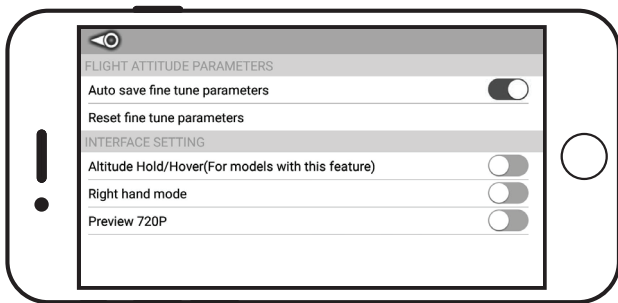 FLIGHT ATTITUDE PARAMETERS
Auto save fine tune parameters
Reset fine tune parameters
INTERFACE SETTING
Altitude Hold/Hover(For models with this feature)
Right hand mode
Preview 720P